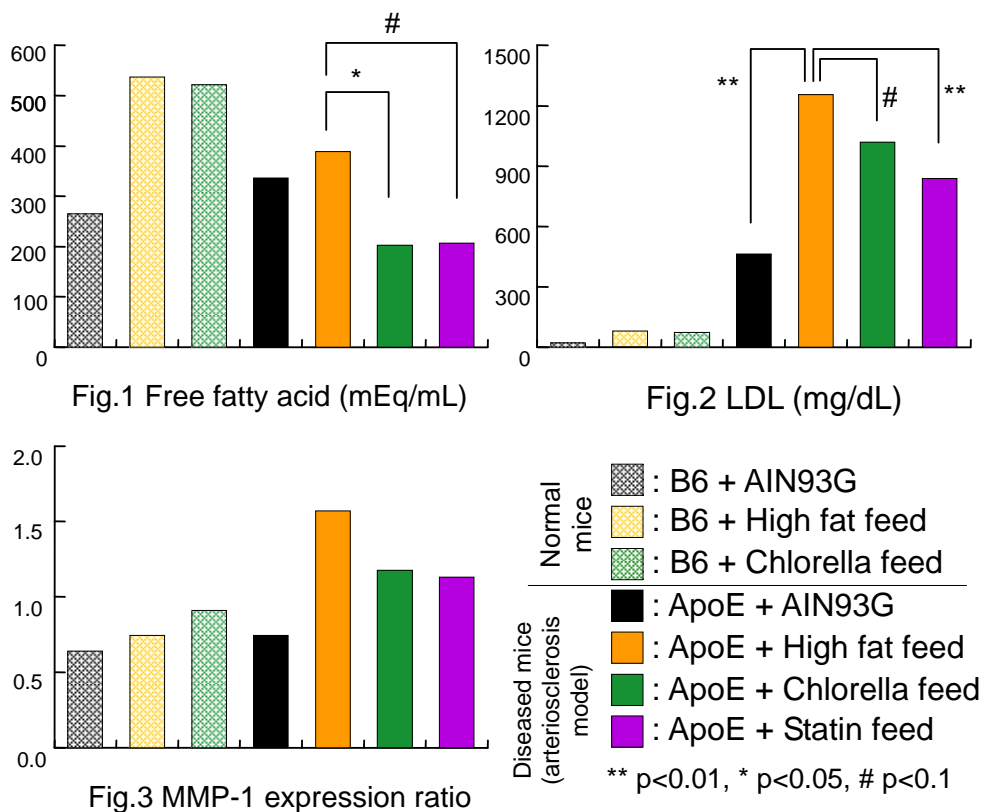 #
*
600
500
400
300
200
100
0
Fig.1 Free fatty acid (mEq/mL)
**
#
**
1500
1200
900
600
300
0
Fig.2 LDL (mg/dL)
2.0
1.5
1.0
0.5
0.0
Fig.3 MMP-1 expression ratio
Normal
mice
: B6 + AIN93G
: B6 + High fat feed
: B6 + Chlorella feed
Diseased mice
(arteriosclerosis
model)
: ApoE + AIN93G
: ApoE + High fat feed
: ApoE + Chlorella feed
: ApoE + Statin feed
** p<0.01, * p<0.05, # p<0.1